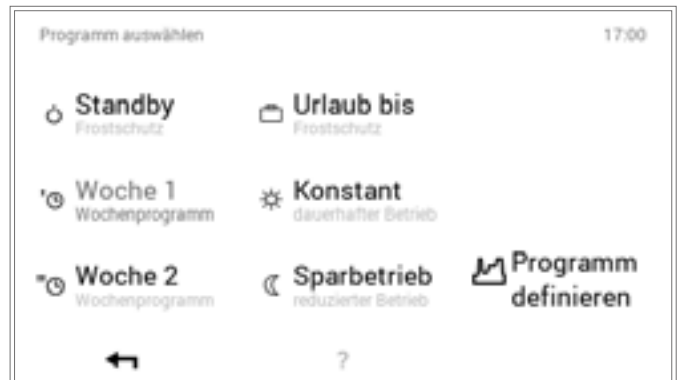 Programm auswählen
17:00
Standby
Frostschutz
Urlaub bis
Frostschutz
Woche 1
Wochenprogramm
Konstant
dauerhafter Betrieb
Woche 2
Wochenprogramm
Sparbetrieb
reduzierter Betrieb
Programm
definieren
?